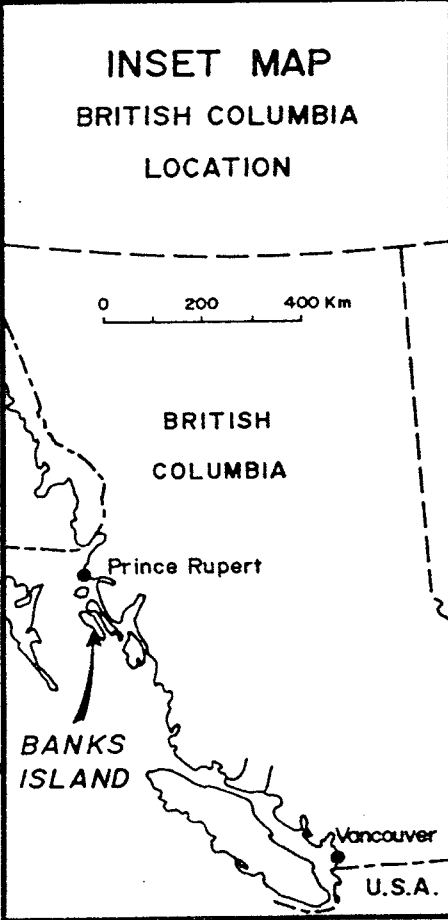 INSET MAP
BRITISH COLUMBIA
LOCATION
0 200 400 Km
BRITISH
COLUMBIA
Prince Rupert
BANKS
ISLAND
Vancouver
U.S.A.